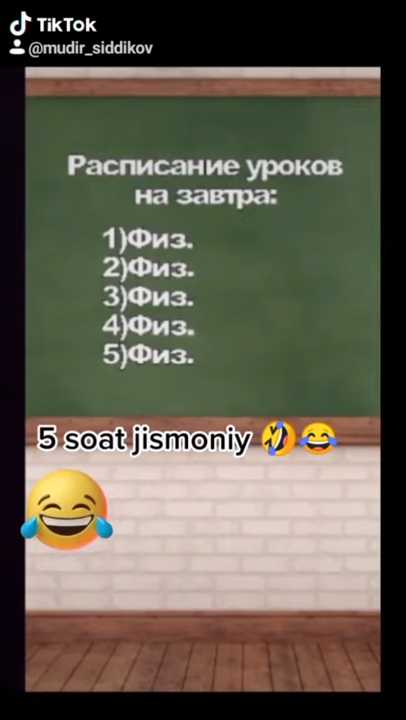 TikTok
@mudir_siddikov
Расписание уроков
на завтра:
1)Физ.
2)Физ.
3)Физ.
4)Физ.
5)Физ.
5 soat jismoniy 🤣😂